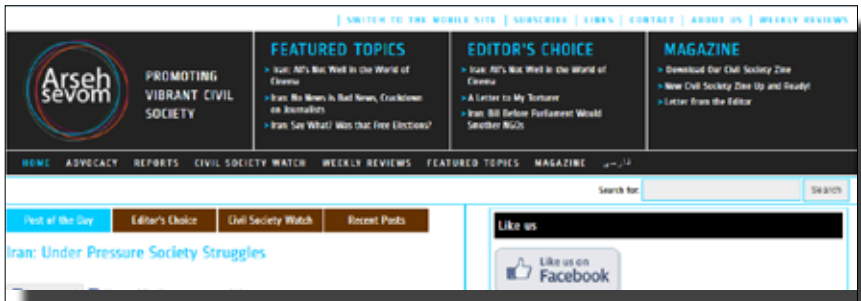 | SWITCH TO THE MOBILE SITE | SUBSCRIBE | LINKS | CONTACT | ABOUT US | WEEKLY REVIEWS
Arseh
sevom
PROMOTING
VIBRANT CIVIL
SOCIETY
FEATURED TOPICS
> Iran: All's Not Well in the World of
Cinema
> Iran: No News is Bad News, Crackdown
on Journalists
> Iran: Say What? Was that Free Elections?
EDITOR'S CHOICE
> Iran: All's Not Well in the World of
Cinema
> A Letter to My Torturer
> Iran: Bill Before Parliament Would
Smother NGOs
MAGAZINE
> Download Our Civil Society Zine
> New Civil Society Zine Up and Ready!
> Letter from the Editor
HOME ADVOCACY REPORTS CIVIL SOCIETY WATCH WEEKLY REVIEWS FEATURED TOPICS MAGAZINE فارسی
Search for: Search
Post of the Day Editor's Choice Civil Society Watch Recent Posts
Iran: Under Pressure Society Struggles
Like us
Like us on
Facebook